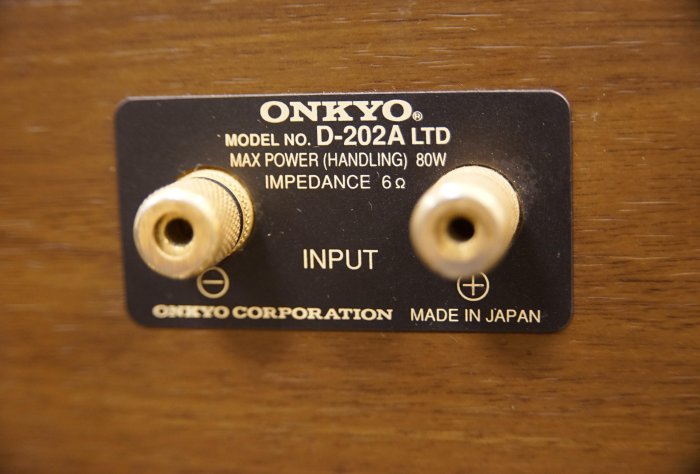 ONKYO®
MODEL NO. D-202A LTD
MAX POWER (HANDLING) 80W
IMPEDANCE 6Ω
INPUT
⊖ ⊕
ONKYO CORPORATION MADE IN JAPAN